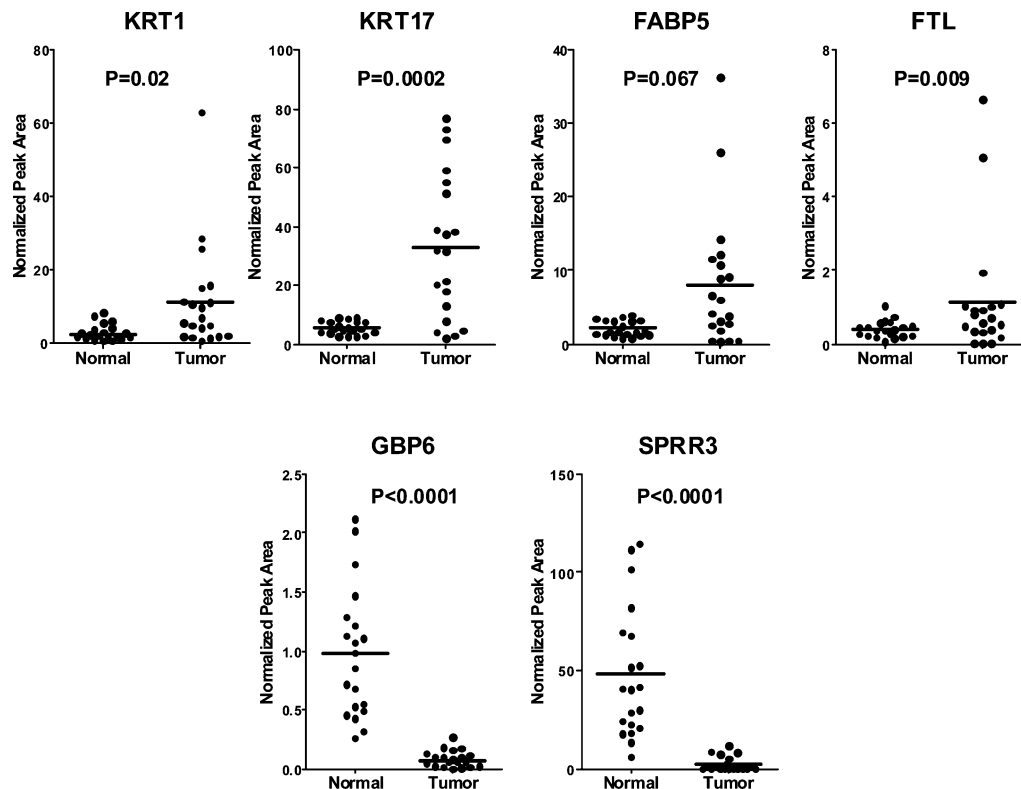 KRT1
KRT17
FABP5
FTL
P=0.02
P=0.0002
P=0.067
P=0.009
Normalized Peak Area
80
60
40
20
0
Normal
Tumor
Normalized Peak Area
100
80
60
40
20
0
Normal
Tumor
Normalized Peak Area
40
30
20
10
0
Normal
Tumor
Normalized Peak Area
8
6
4
2
0
Normal
Tumor
GBP6
SPRR3
P<0.0001
P<0.0001
Normalized Peak Area
2.5
2.0
1.5
1.0
0.5
0.0
Normal
Tumor
Normalized Peak Area
150
100
50
0
Normal
Tumor